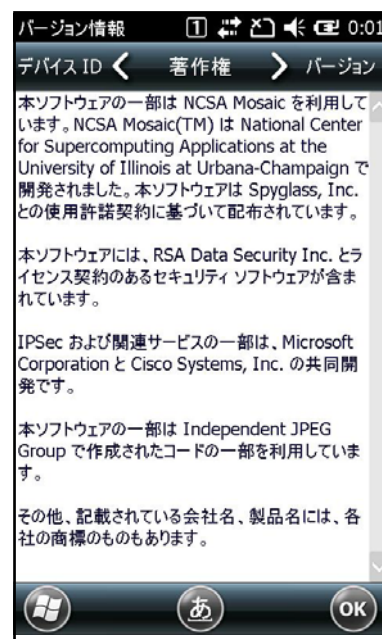 バージョン情報 1 0:01
デバイス ID 著作権 バージョン
本ソフトウェアの一部は NCSA Mosaic を利用して
います。NCSA Mosaic(TM) は National Center
for Supercomputing Applications at the
University of Illinois at Urbana-Champaign で
開発されました。本ソフトウェアは Spyglass, Inc.
との使用許諾契約に基づいて配布されています。
本ソフトウェアには、RSA Data Security Inc. とラ
イセンス契約のあるセキュリティ ソフトウェアが含ま
れています。
IPSec および関連サービスの一部は、Microsoft
Corporation と Cisco Systems, Inc. の共同開
発です。
本ソフトウェアの一部は Independent JPEG
Group で作成されたコードの一部を利用していま
す。
その他、記載されている会社名、製品名には、各
社の商標のものもあります。
あ OK